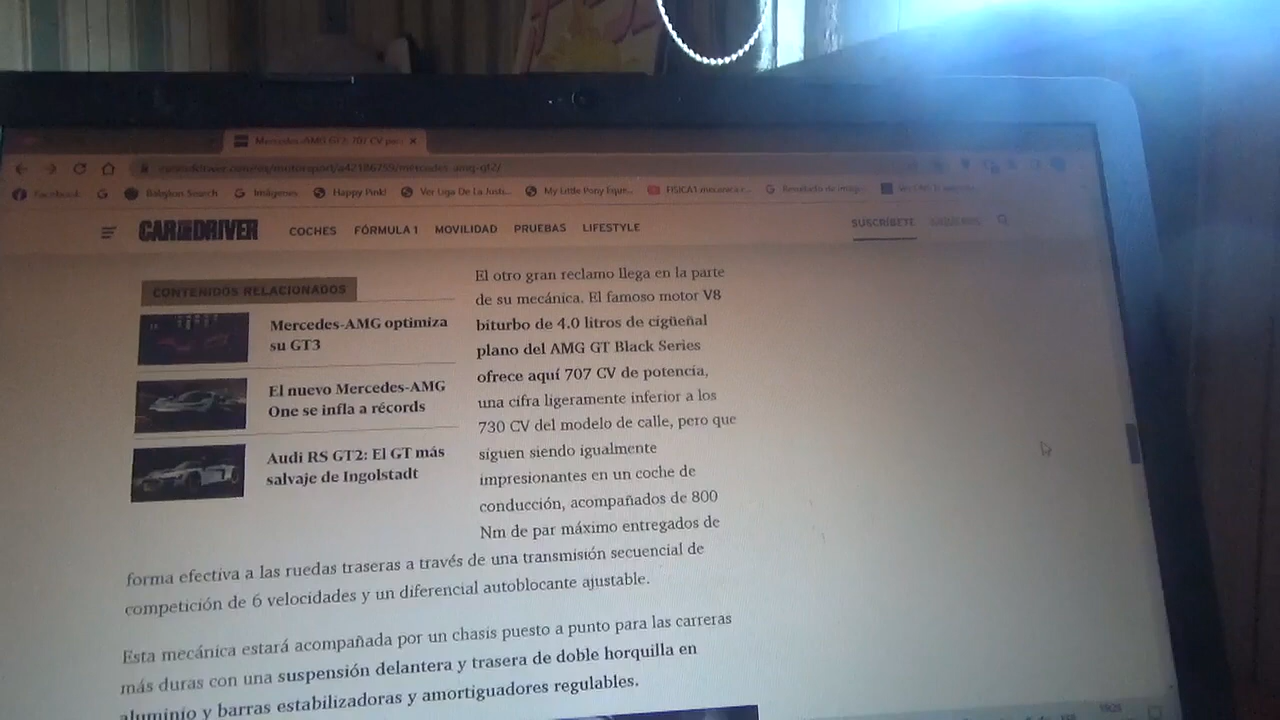 Mercedes-AMG GT2: 707 CV para
Facebook
G
Babylon Search
Imágenes
Happy Pink!
Ver Liga De La Justi...
My Little Pony Eque...
CAR AND DRIVER
COCHES
FÓRMULA 1
MOVILIDAD
PRUEBAS
LIFESTYLE
SUSCRÍBETE
CONTENIDOS RELACIONADOS
Mercedes-AMG optimiza
su GT3
El nuevo Mercedes-AMG
One se infla a récords
Audi RS GT2: El GT más
salvaje de Ingolstadt
El otro gran reclamo llega en la parte
de su mecánica. El famoso motor V8
biturbo de 4.0 litros de cigüeñal
plano del AMG GT Black Series
ofrece aquí 707 CV de potencia,
una cifra ligeramente inferior a los
730 CV del modelo de calle, pero que
siguen siendo igualmente
impresionantes en un coche de
conducción, acompañados de 800
Nm de par máximo entregados de
forma efectiva a las ruedas traseras a través de una transmisión secuencial de
competición de 6 velocidades y un diferencial autoblocante ajustable.
Esta mecánica estará acompañada por un chasis puesto a punto para las carreras
más duras con una suspensión delantera y trasera de doble horquilla en
aluminio y barras estabilizadoras y amortiguadores regulables.